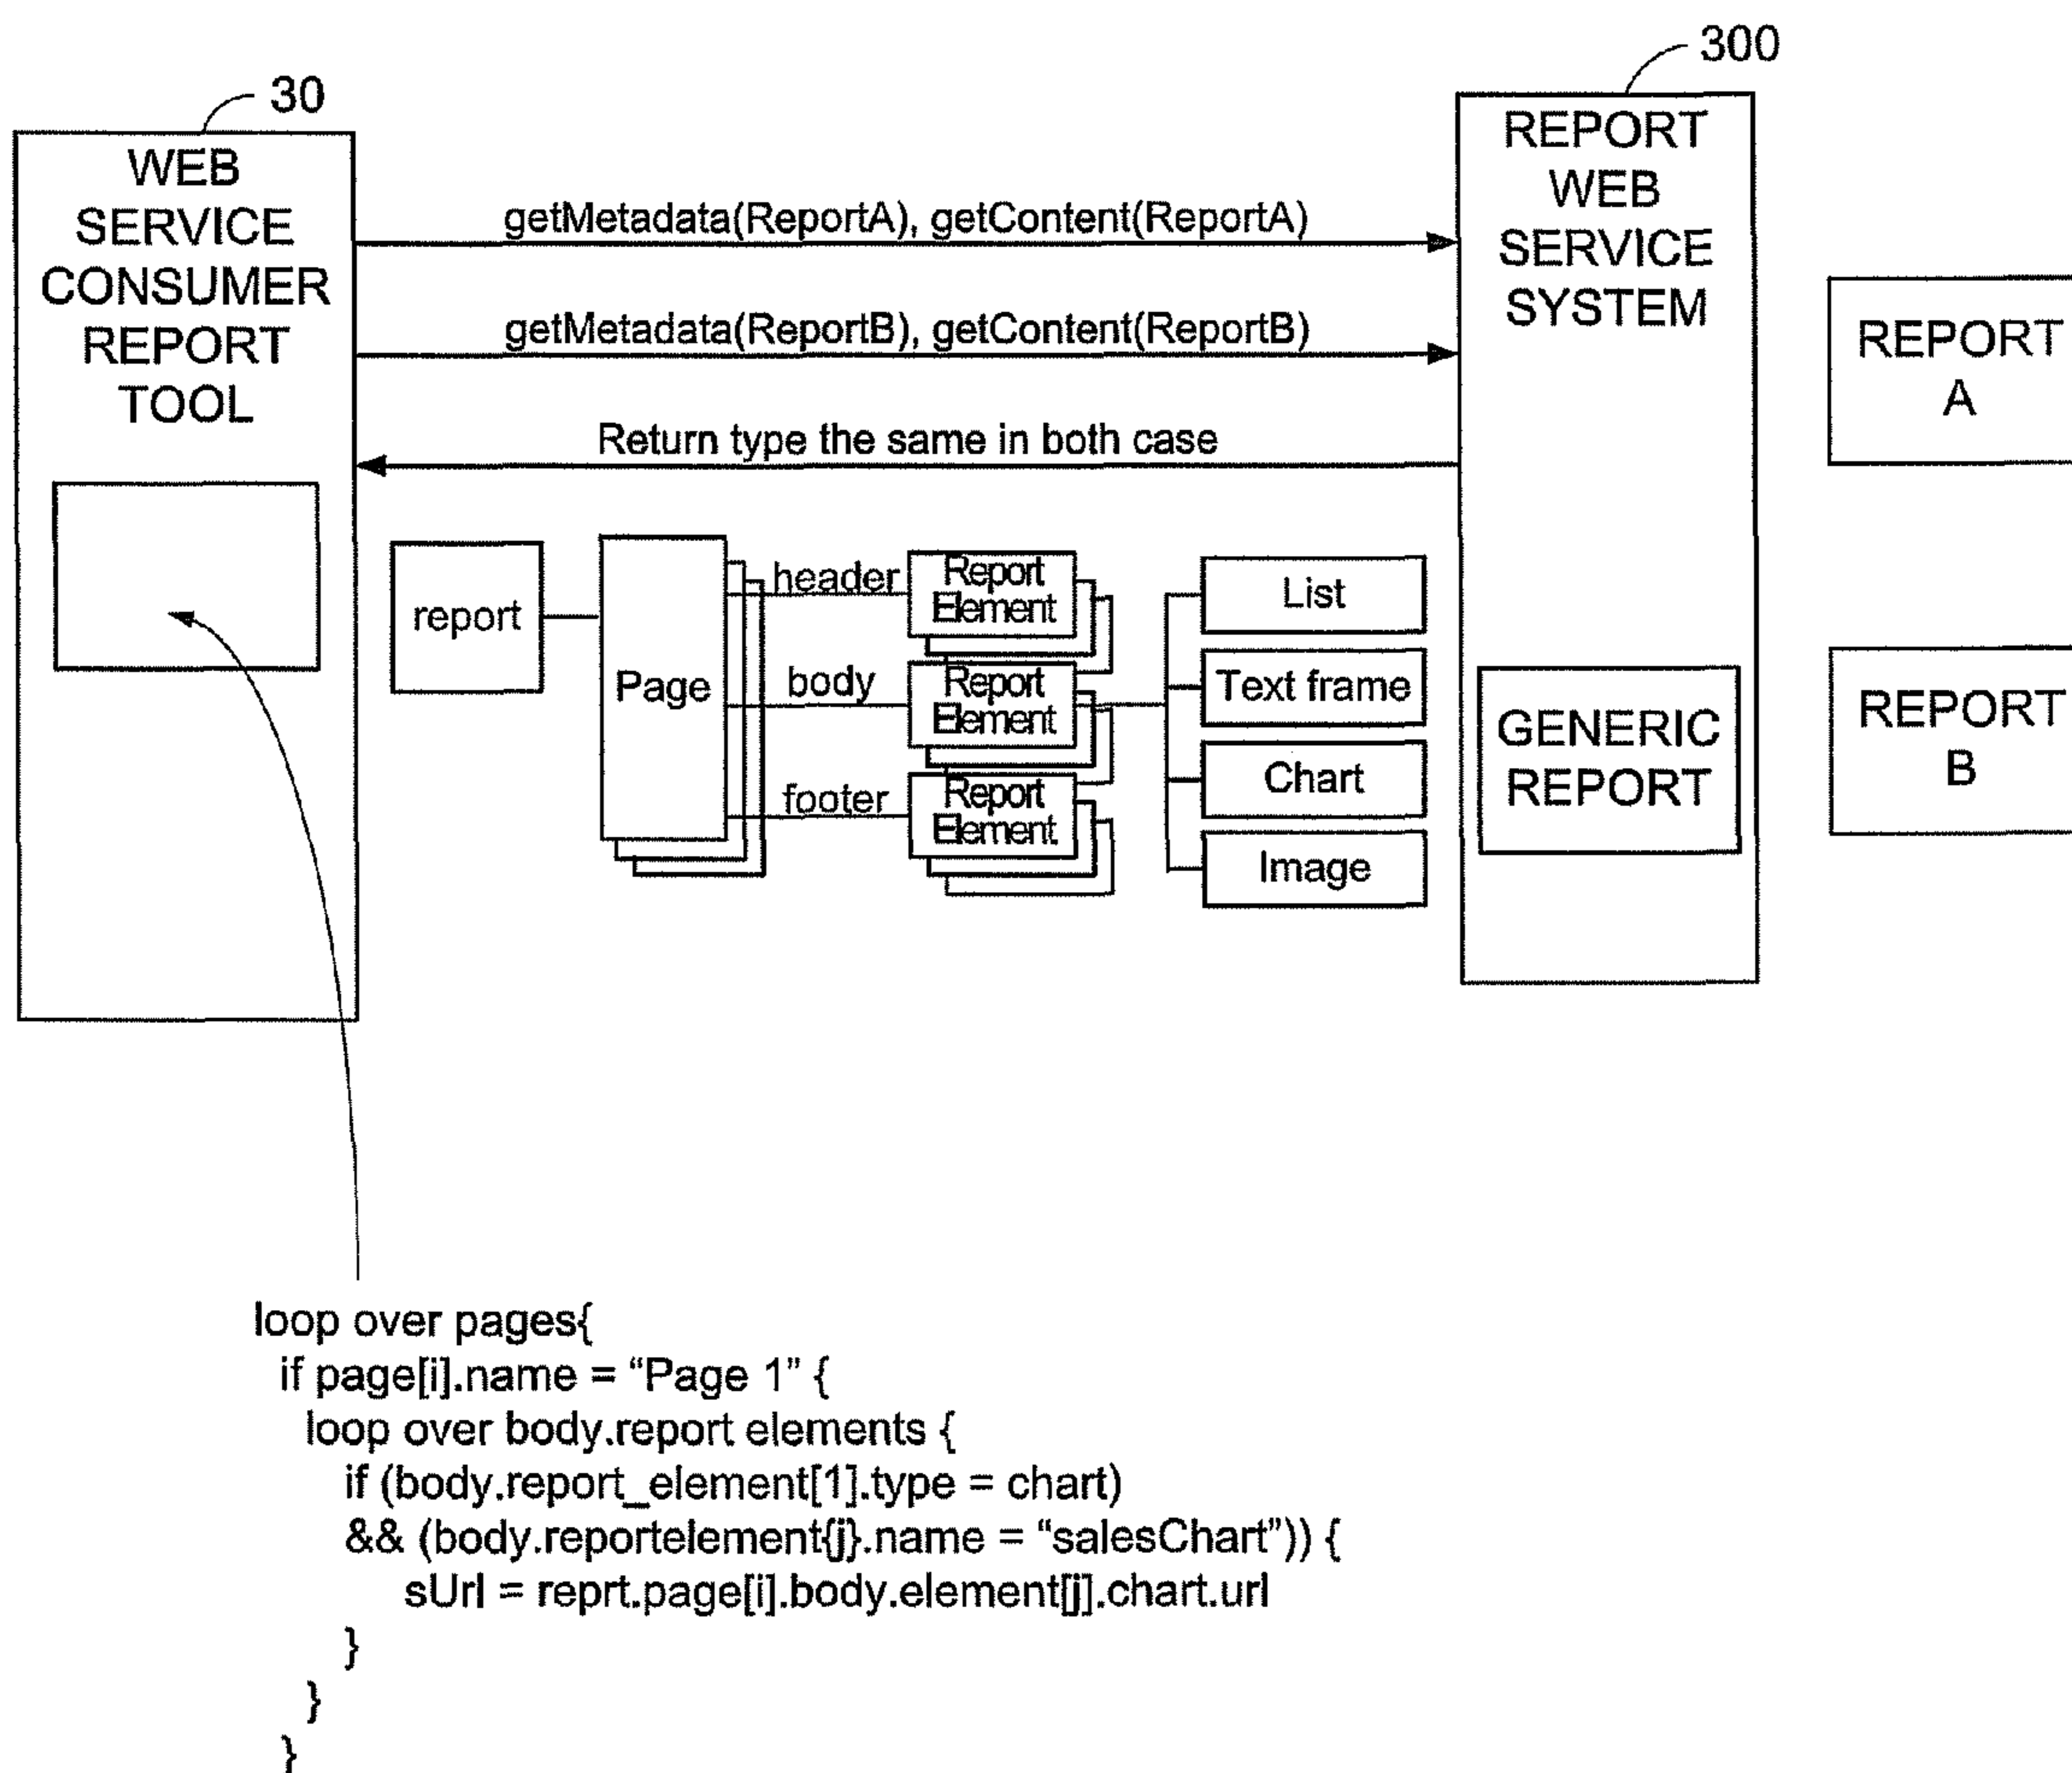 30
300
WEB
SERVICE
CONSUMER
REPORT
TOOL
REPORT
WEB
SERVICE
SYSTEM
getMetadata(ReportA), getContent(ReportA)
getMetadata(ReportB), getContent(ReportB)
Return type the same in both case
REPORT
A
report
Page
header
body
footer
Report
Element
Report
Element
Report
Element
List
Text frame
Chart
Image
GENERIC
REPORT
REPORT
B
loop over pages{
if page[i].name = “Page 1” {
loop over body.report elements {
if (body.report_element[1].type = chart)
&& (body.reportelement{j}.name = “salesChart”)) {
sUrl = reprt.page[i].body.element[j].chart.url
}
}
}